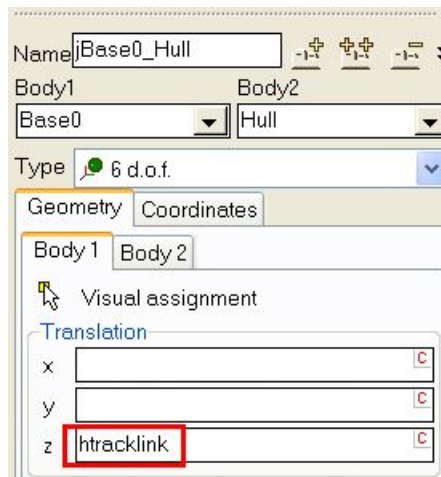 Name jBase0_Hull
Body1 Body2
Base0 Hull
Type 6 d.o.f.
Geometry Coordinates
Body 1 Body 2
Visual assignment
Translation
x C
y C
z htracklink C